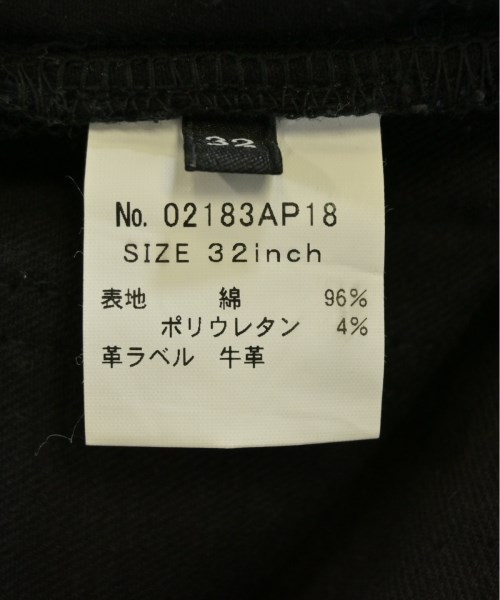 32
No. 02183AP18
SIZE 32inch
表地 綿 96%
ポリウレタン 4%
革ラベル 牛革